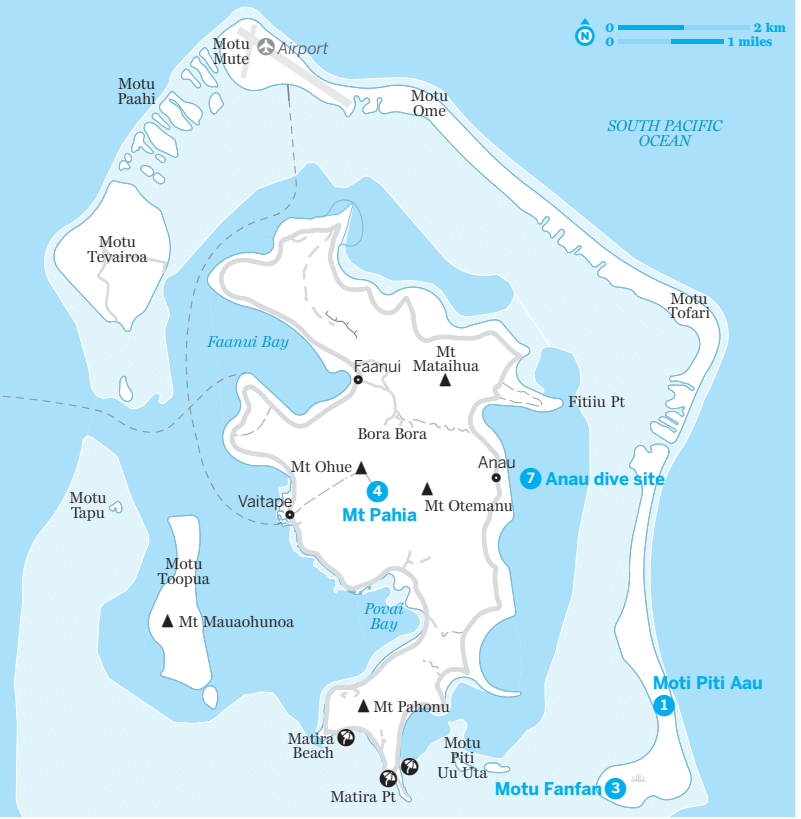 Motu
Mute
Airport
N
0
2 km
0
1 miles
Motu
Paahi
Motu
Ome
SOUTH PACIFIC
OCEAN
Motu
Tevairoa
Motu
Tofari
Faanui Bay
Mt
Mataihua
Faanui
Fitiiu Pt
Bora Bora
Mt Ohue
Anau
7
Anau dive site
4
Mt Pahia
Mt Otemanu
Vaitape
Motu
Tapu
Motu
Toopua
Povai
Bay
Mt Mauaohunoa
Moti Piti Aau
1
Mt Pahonu
Matira
Beach
Motu
Piti
Uu Uta
Motu Fanfan
3
Matira Pt